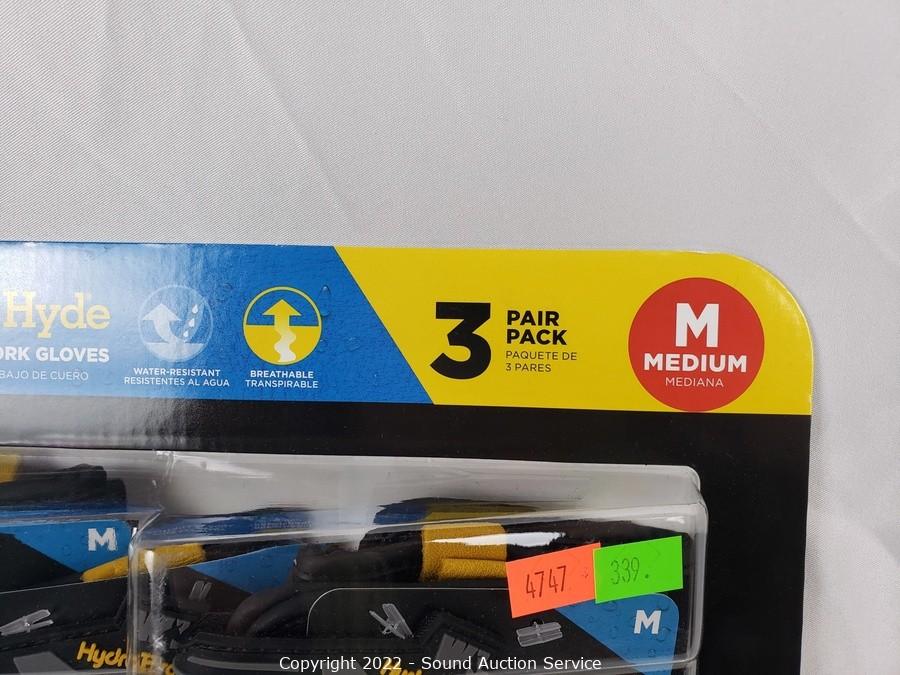 Hyde
ORK GLOVES
BAJO DE CUERO
WATER-RESISTANT
RESISTENTES AL AGUA
BREATHABLE
TRANSPIRABLE
3
PAIR
PACK
PAQUETE DE
3 PARES
M
MEDIUM
MEDIANA
M
4747
339.
M
Copyright 2022 - Sound Auction Service